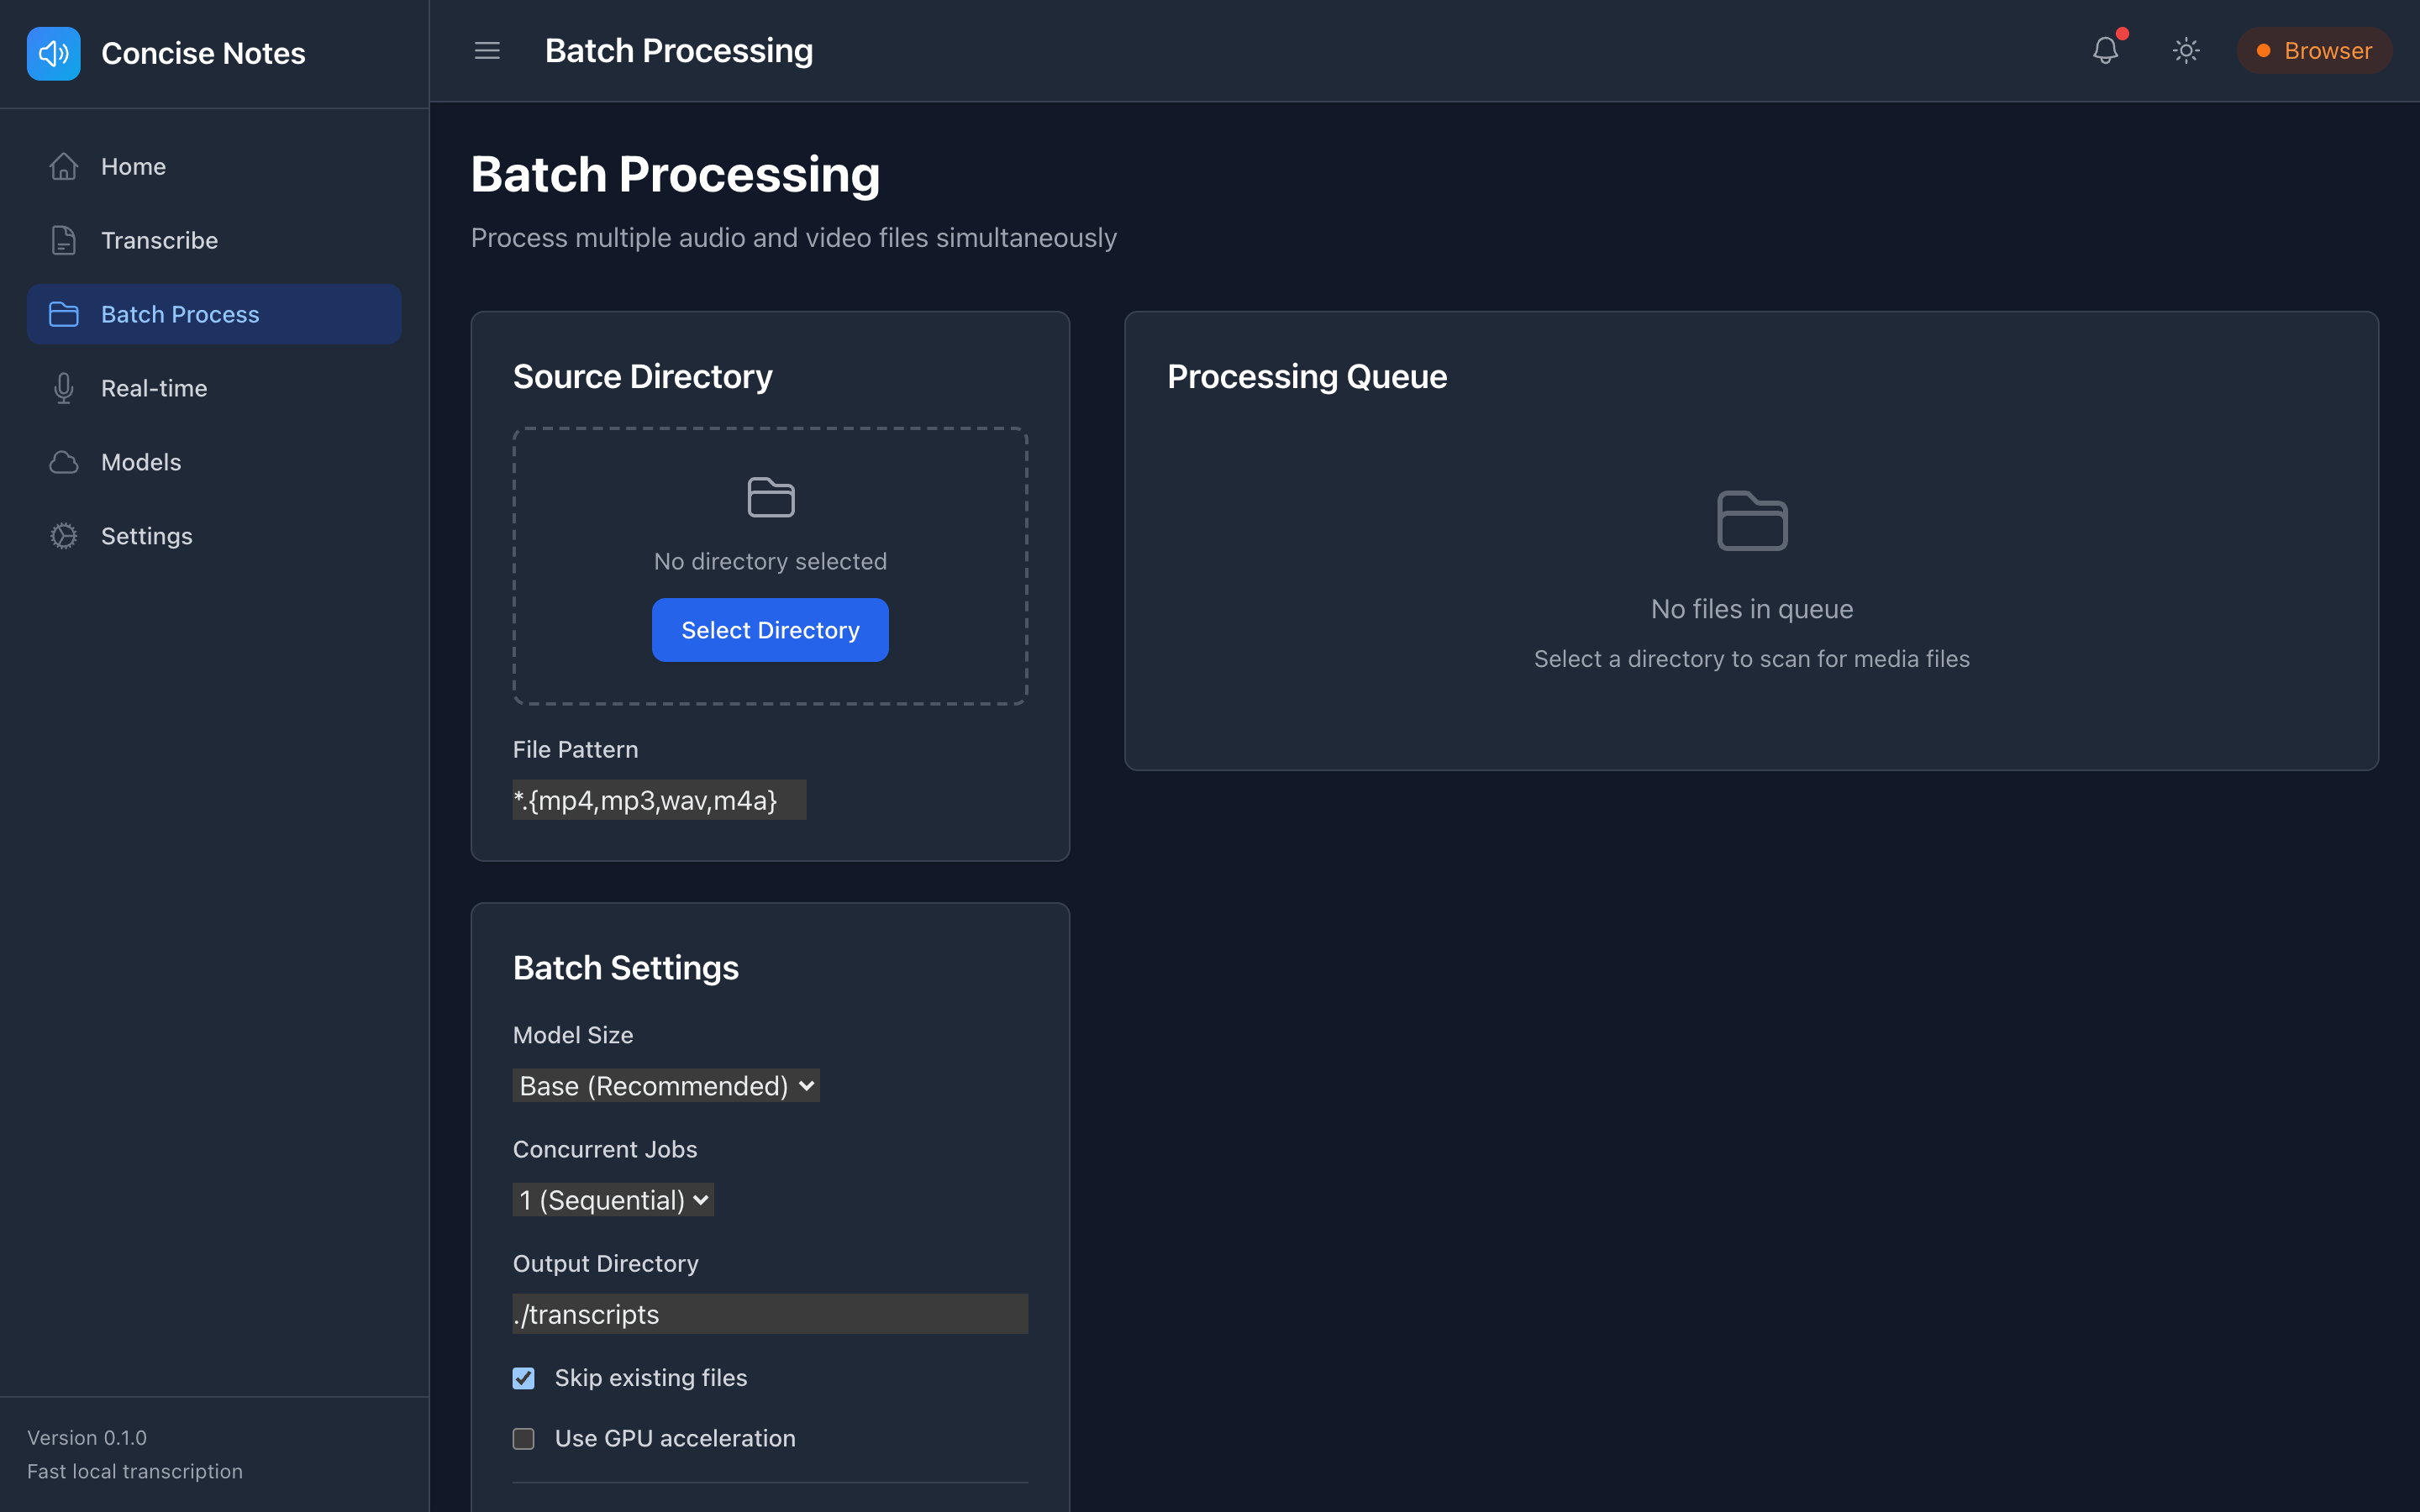 Concise Notes
Home
Transcribe
Batch Process
Real-time
Models
Settings
Version 0.1.0
Fast local transcription
Batch Processing
Browser
Batch Processing
Process multiple audio and video files simultaneously
Source Directory
No directory selected
Select Directory
File Pattern
*.{mp4,mp3,wav,m4a}
Batch Settings
Model Size
Base (Recommended)
Concurrent Jobs
1 (Sequential)
Output Directory
./transcripts
Skip existing files
Use GPU acceleration
Processing Queue
No files in queue
Select a directory to scan for media files